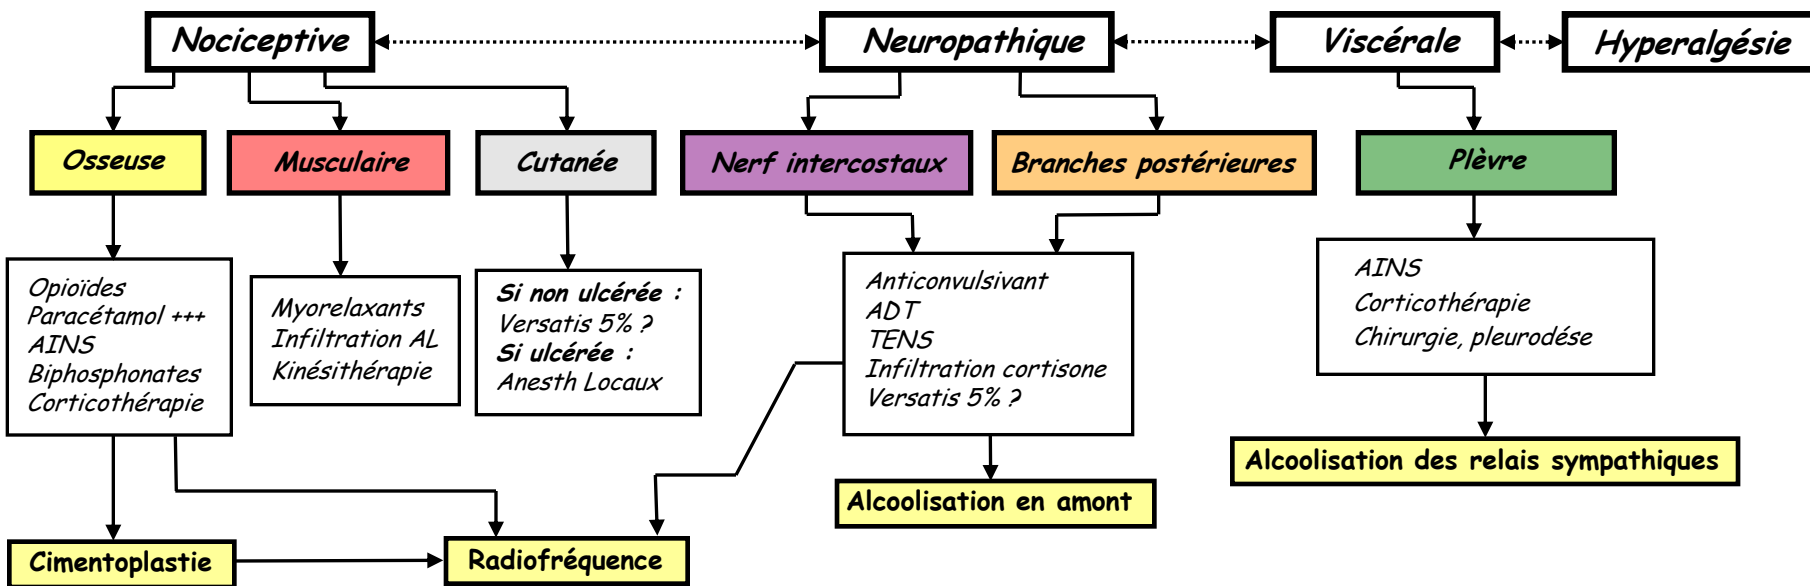 Nociceptive
Neuropathique
Viscérale
Hyperalgésie
Osseuse
Musculaire
Cutanée
Nerf intercostaux
Branches postérieures
Plèvre
Opioïdes
Paracétamol +++
AINS
Biphosphonates
Corticothérapie
Myorelaxants
Infiltration AL
Kinésithérapie
Si non ulcérée :
Versatis 5% ?
Si ulcérée :
Anesth Locaux
Anticonvulsivant
ADT
TENS
Infiltration cortisone
Versatis 5% ?
AINS
Corticothérapie
Chirurgie, pleurodése
Alcoolisation des relais sympathiques
Alcoolisation en amont
Cimentoplastie
Radiofréquence